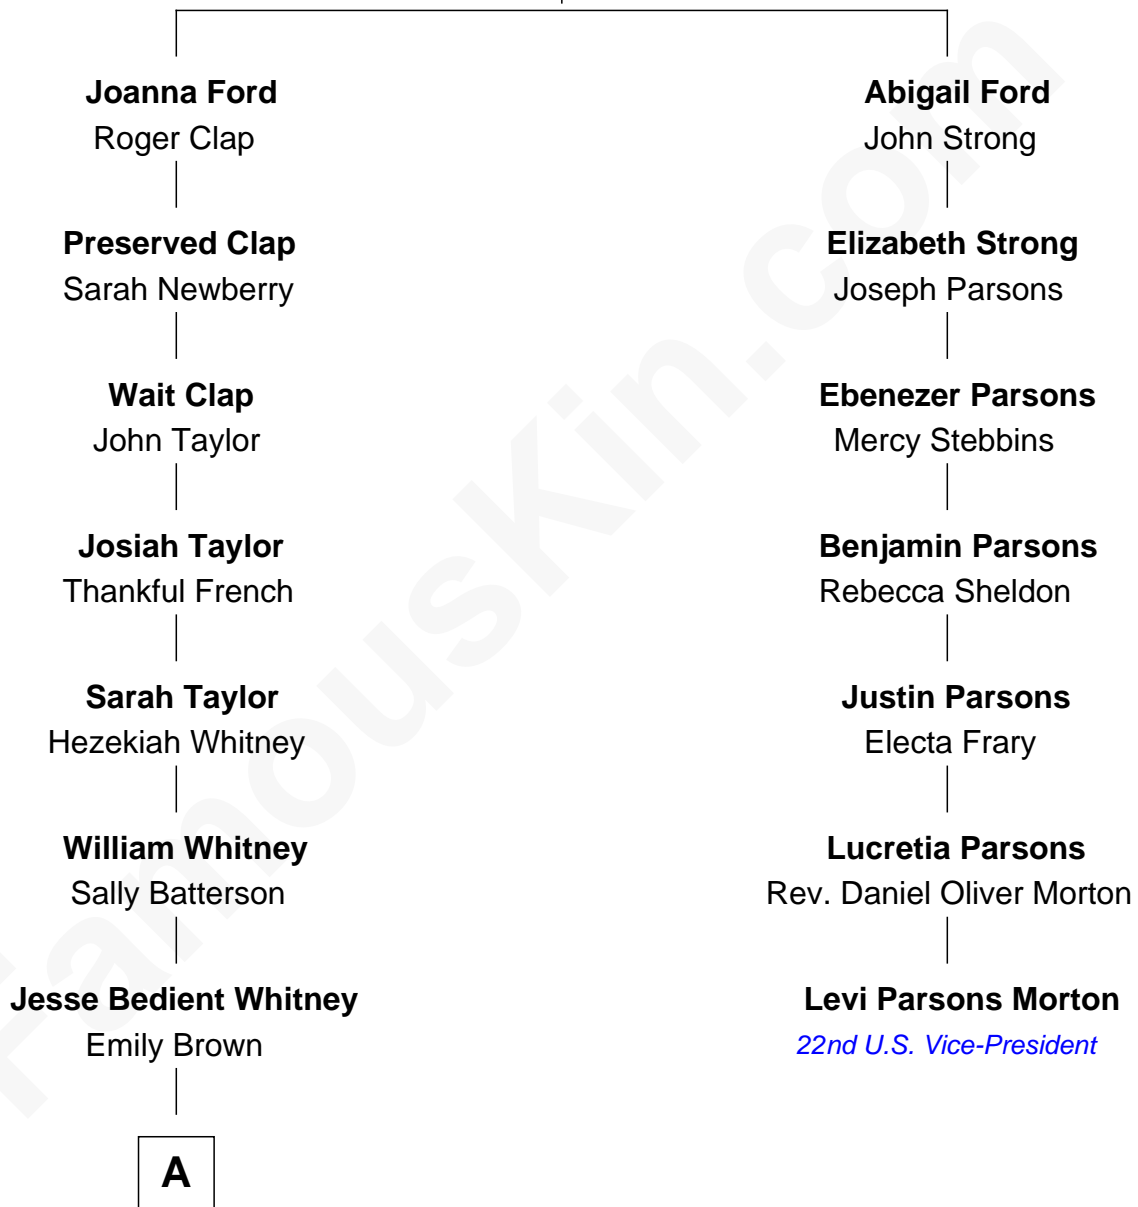 Joanna Ford
Roger Clap
Abigail Ford
John Strong
Preserved Clap
Sarah Newberry
Elizabeth Strong
Joseph Parsons
Wait Clap
John Taylor
Ebenezer Parsons
Mercy Stebbins
Josiah Taylor
Thankful French
Benjamin Parsons
Rebecca Sheldon
Sarah Taylor
Hezekiah Whitney
Justin Parsons
Electa Frary
William Whitney
Sally Batterson
Lucretia Parsons
Rev. Daniel Oliver Morton
Jesse Bedient Whitney
Emily Brown
Levi Parsons Morton
22nd U.S. Vice-President
A
FamousKin.com